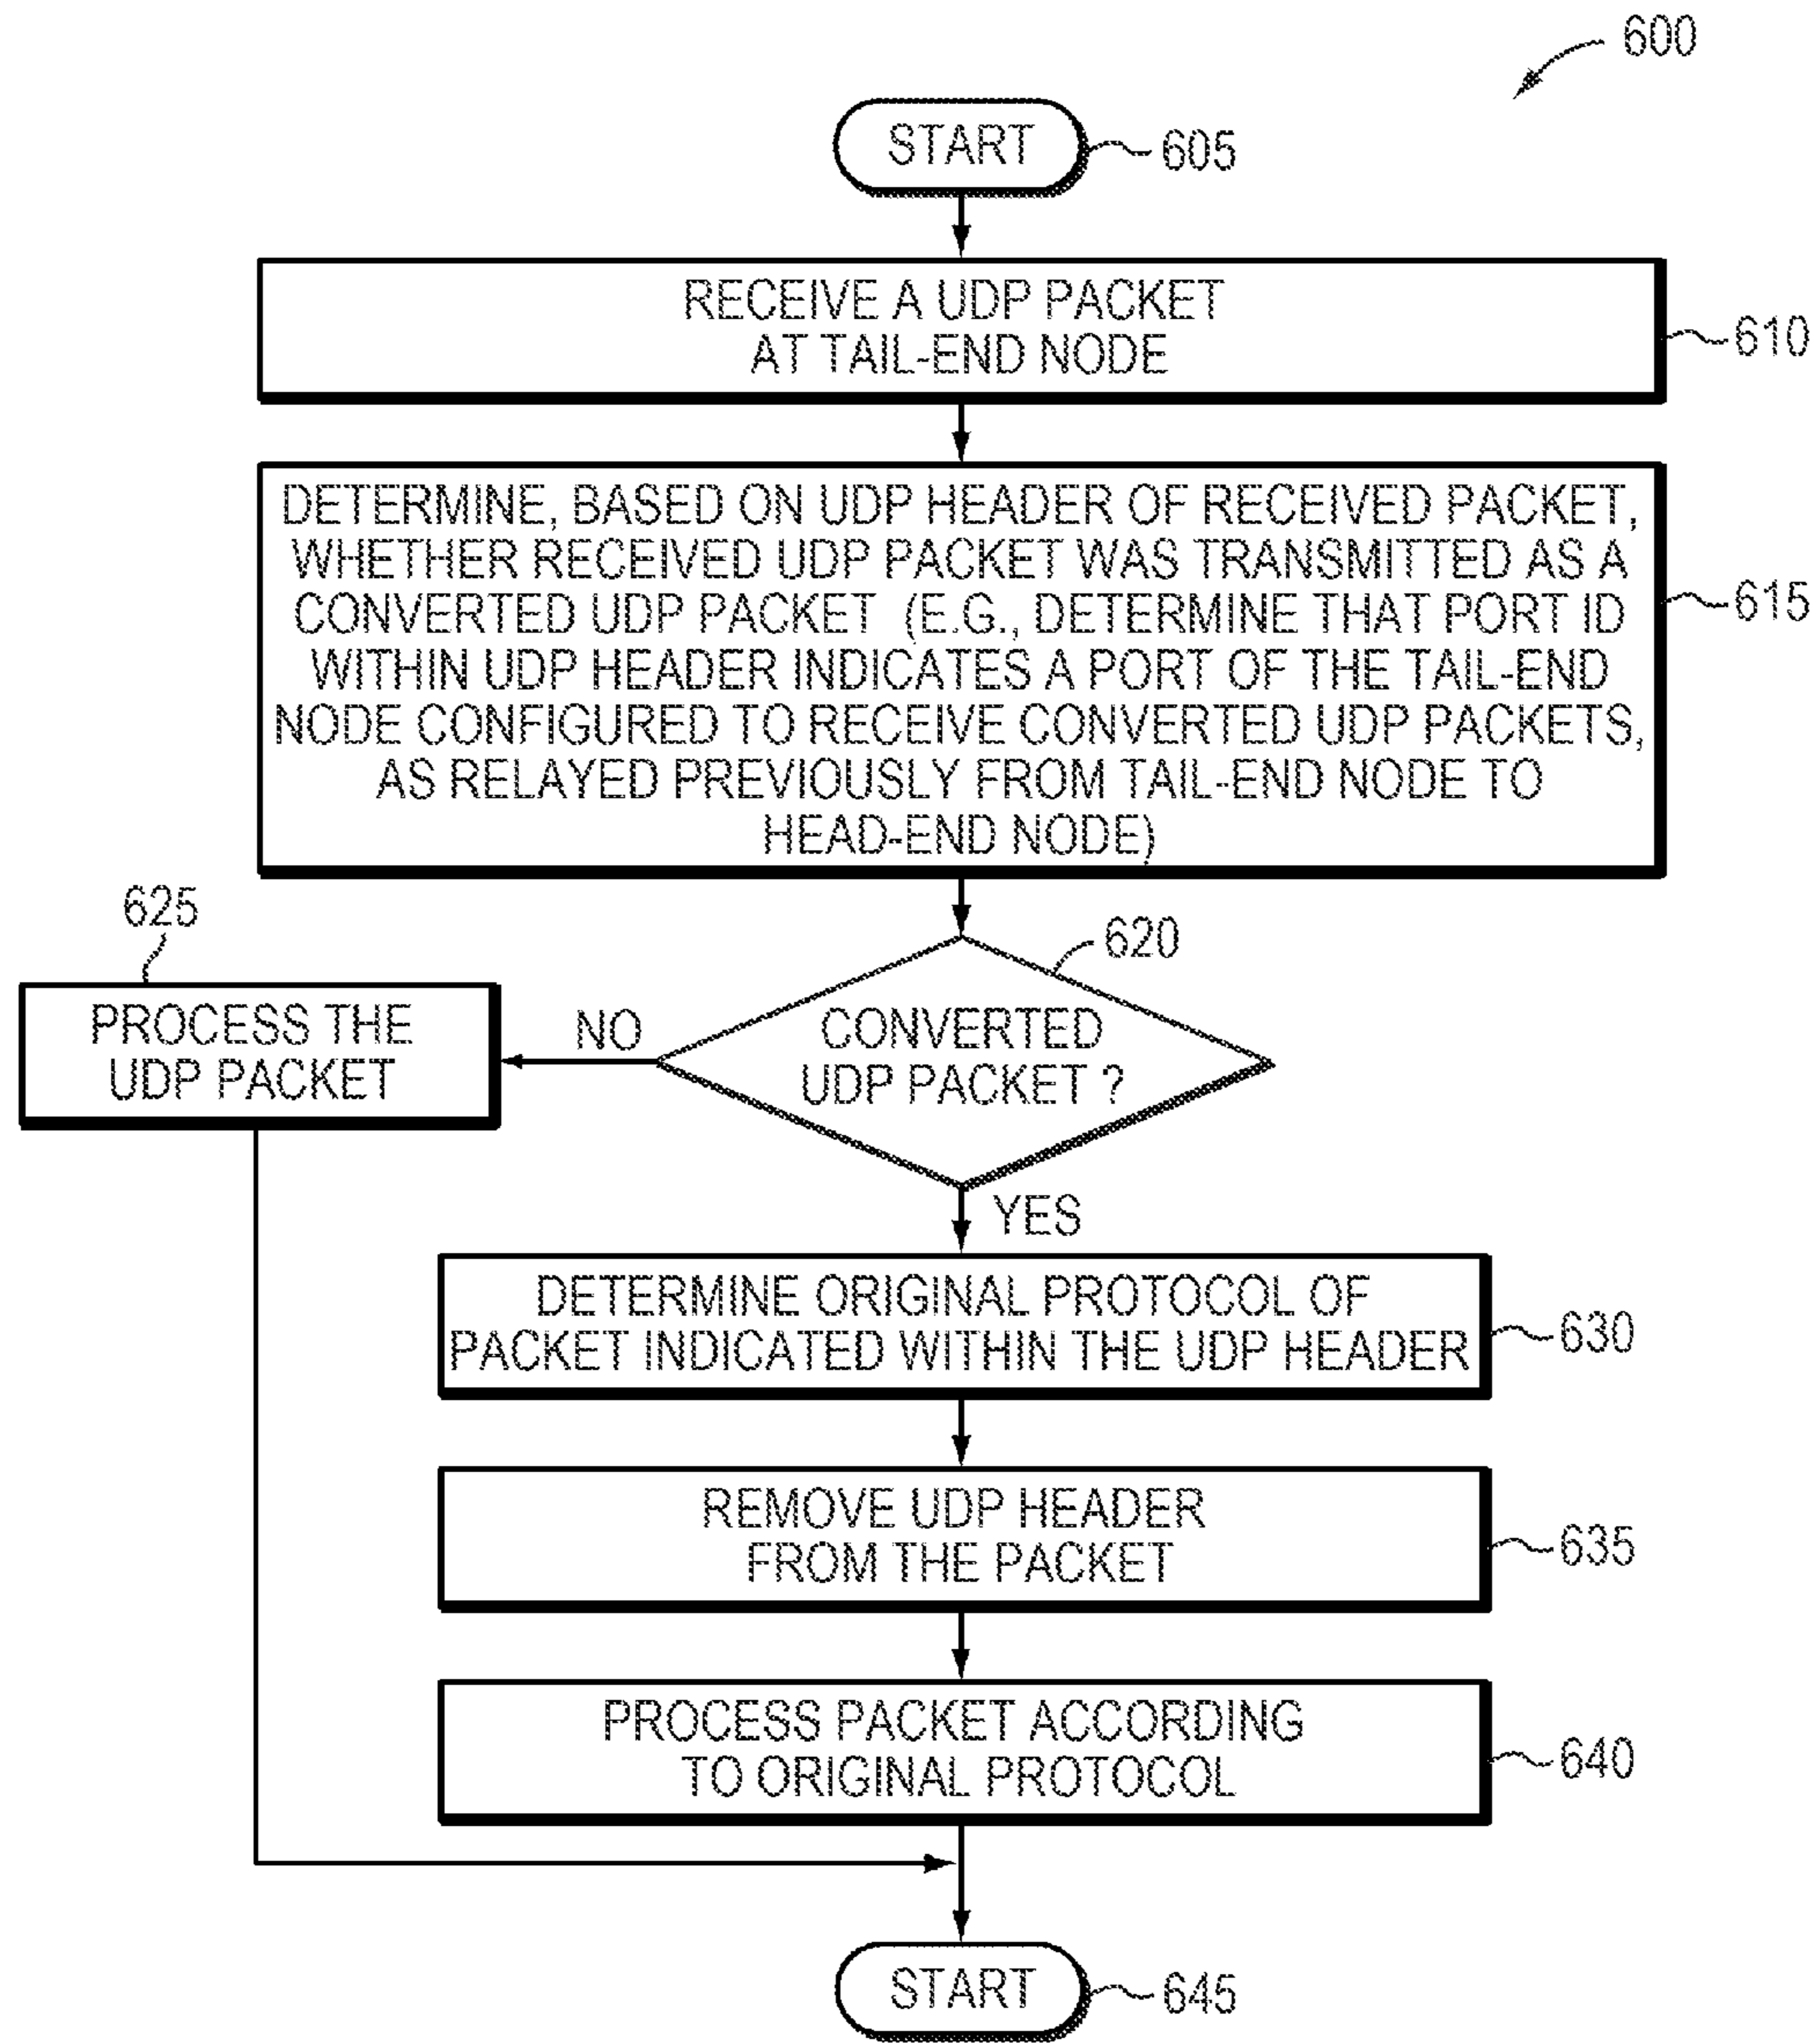 600
START
605
RECEIVE A UDP PACKET
AT TAIL-END NODE
610
DETERMINE, BASED ON UDP HEADER OF RECEIVED PACKET,
WHETHER RECEIVED UDP PACKET WAS TRANSMITTED AS A
CONVERTED UDP PACKET (E.G., DETERMINE THAT PORT ID
WITHIN UDP HEADER INDICATES A PORT OF THE TAIL-END
NODE CONFIGURED TO RECEIVE CONVERTED UDP PACKETS,
AS RELAYED PREVIOUSLY FROM TAIL-END NODE TO
HEAD-END NODE)
615
625
620
PROCESS THE
UDP PACKET
NO
CONVERTED
UDP PACKET ?
YES
DETERMINE ORIGINAL PROTOCOL OF
PACKET INDICATED WITHIN THE UDP HEADER
630
REMOVE UDP HEADER
FROM THE PACKET
635
PROCESS PACKET ACCORDING
TO ORIGINAL PROTOCOL
640
START
645